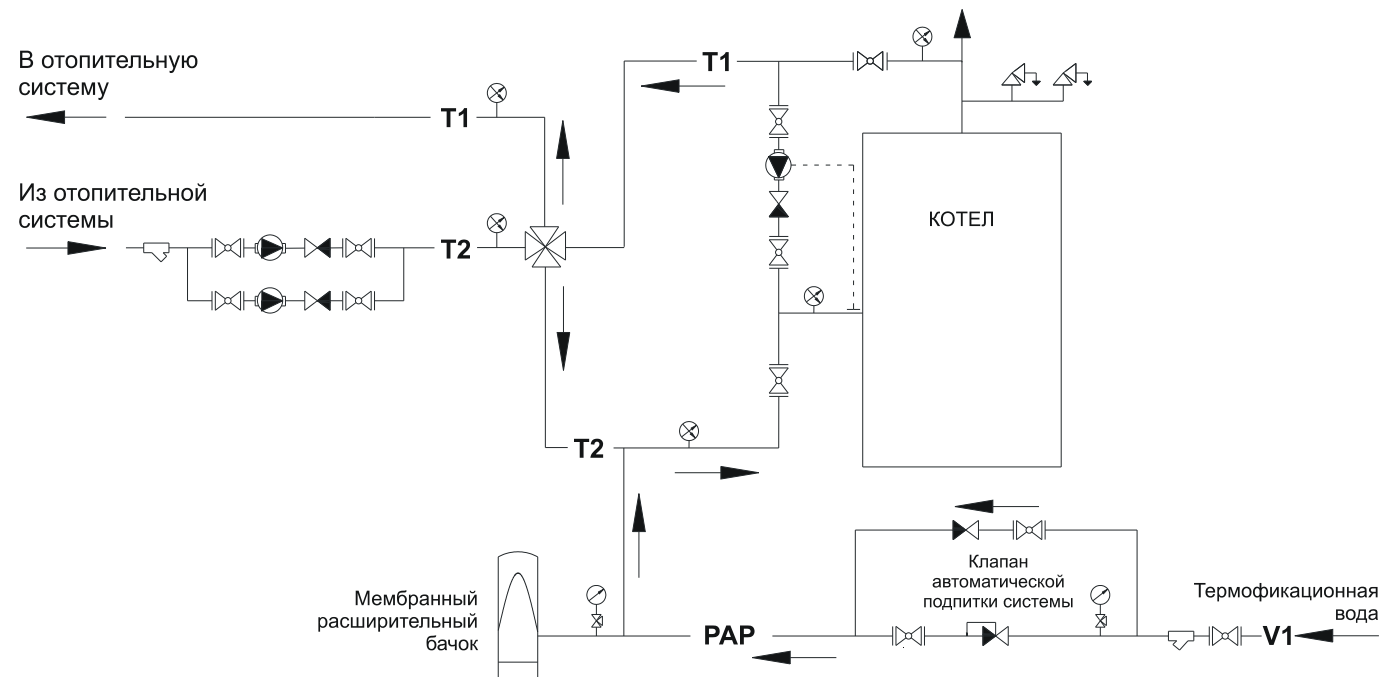 В отопительную
систему
T1
T1
Из отопительной
системы
T2
КОТЕЛ
T2
Мембранный
расширительный
бачок
PAP
Клапан
автоматической
подпитки системы
Термофикационная
вода
V1